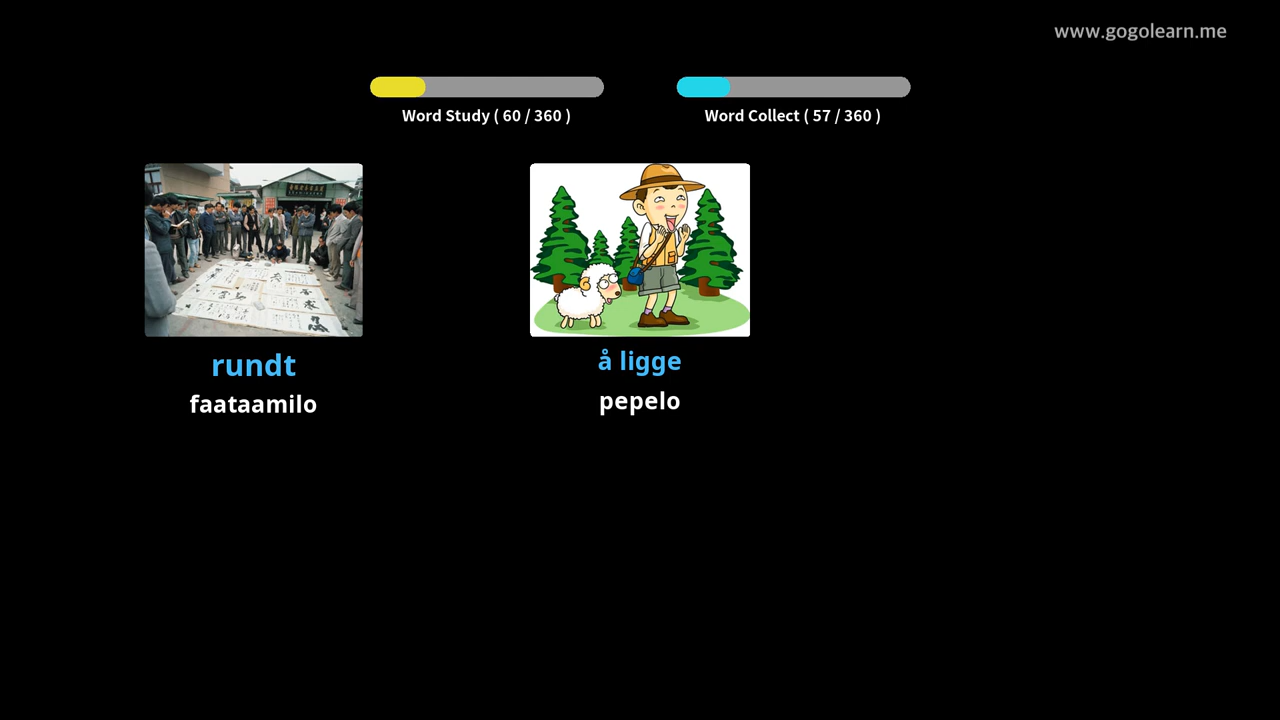 www.gogolearn.me
Word Study ( 60 / 360 )
Word Collect ( 57 / 360 )
rundt
faataamilo
å ligge
pepelo